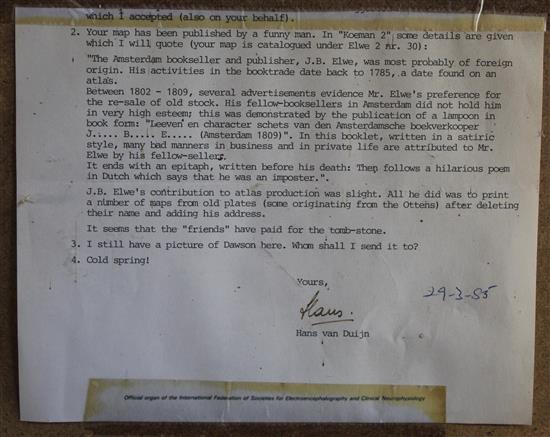 which I accepted (also on your behalf).
2. Your map has been published by a funny man. In "Koeman 2" some details are given
which I will quote (your map is catalogued under Elwe 2 nr. 30):
"The Amsterdam bookseller and publisher, J.B. Elwe, was most probably of foreign
origin. His activities in the booktrade date back to 1785, a date found on an
atlas.
Between 1802 - 1809, several advertisements evidence Mr. Elwe's preference for
the re-sale of old stock. His fellow-booksellers in Amsterdam did not hold him
in very high esteem; this was demonstrated by the publication of a lampoon in
book form: "Leeven en character schets van den Amsterdamsche boekverkooper
J..... B..... E..... (Amsterdam 1809)". In this booklet, written in a satiric
style, many bad manners in business and in private life are attributed to Mr.
Elwe by his fellow-sellers.
It ends with an epitaph, written before his death: Then follows a hilarious poem
in Dutch which says that he was an imposter.".
J.B. Elwe's contribution to atlas production was slight. All he did was to print
a number of maps from old plates (some originating from the Ottens) after deleting
their name and adding his address.
It seems that the "friends" have paid for the tomb-stone.
3. I still have a picture of Dawson here. Whom shall I send it to?
4. Cold spring!
Yours,
29-3-85
Hans.
Hans van Duijn
Official organ of the International Federation of Societies for Electroencephalography and Clinical Neurophysiology